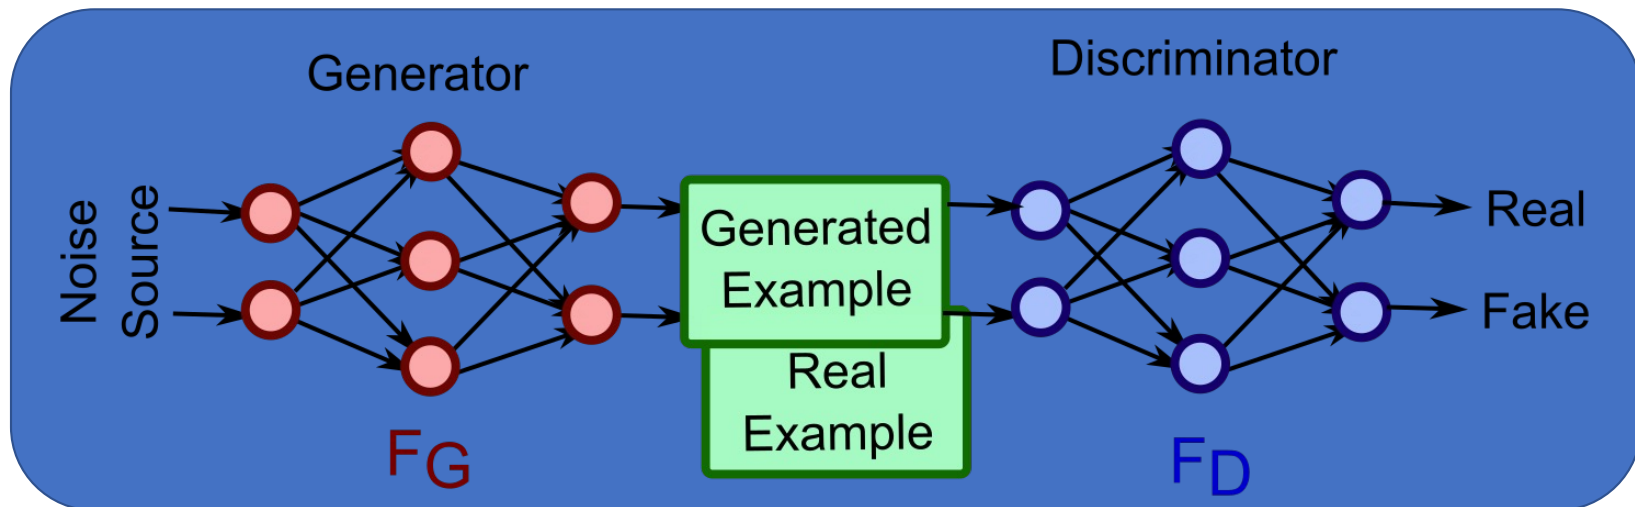 Generator
Discriminator
Noise
Source
Generated
Example
Real
Example
Real
Fake
FG
FD